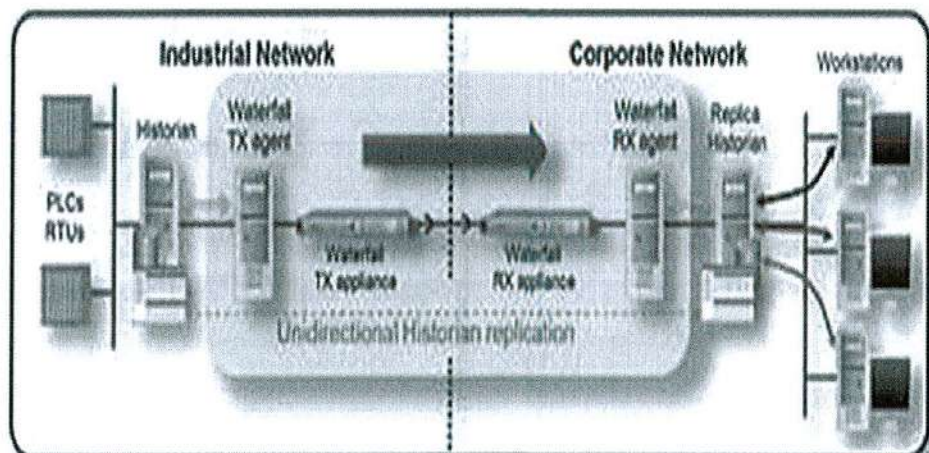 Industrial Network
Corporate Network
Workstations
Waterfall
TX agent
Waterfall
RX agent
Replica
Historian
Historian
PLCs
RTUs
Waterfall
TX appliance
Waterfall
RX appliance
Unidirectional Historian replication